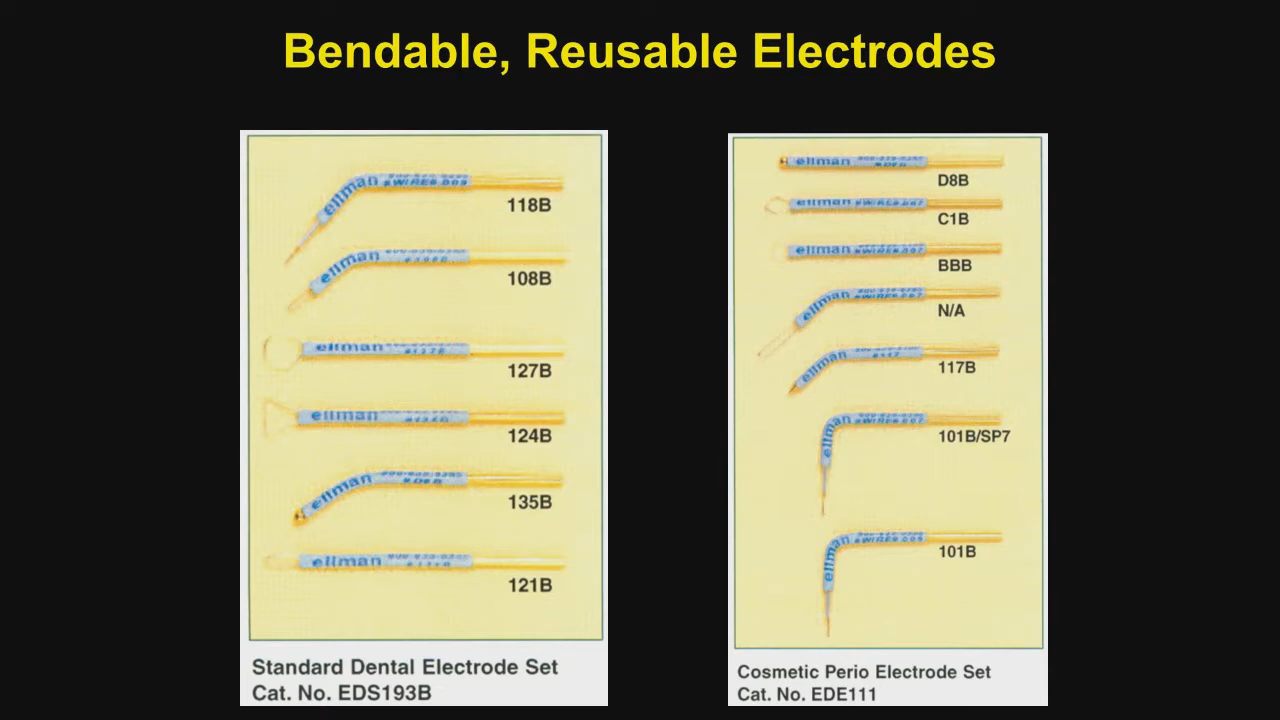 Bendable, Reusable Electrodes
ellman
118B
ellman
108B
ellman
127B
ellman
124B
ellman
135B
ellman
121B
Standard Dental Electrode Set
Cat. No. EDS193B
ellman
D8B
ellman
C1B
ellman
BBB
ellman
N/A
ellman
117B
ellman
101B/SP7
ellman
101B
Cosmetic Perio Electrode Set
Cat. No. EDE111